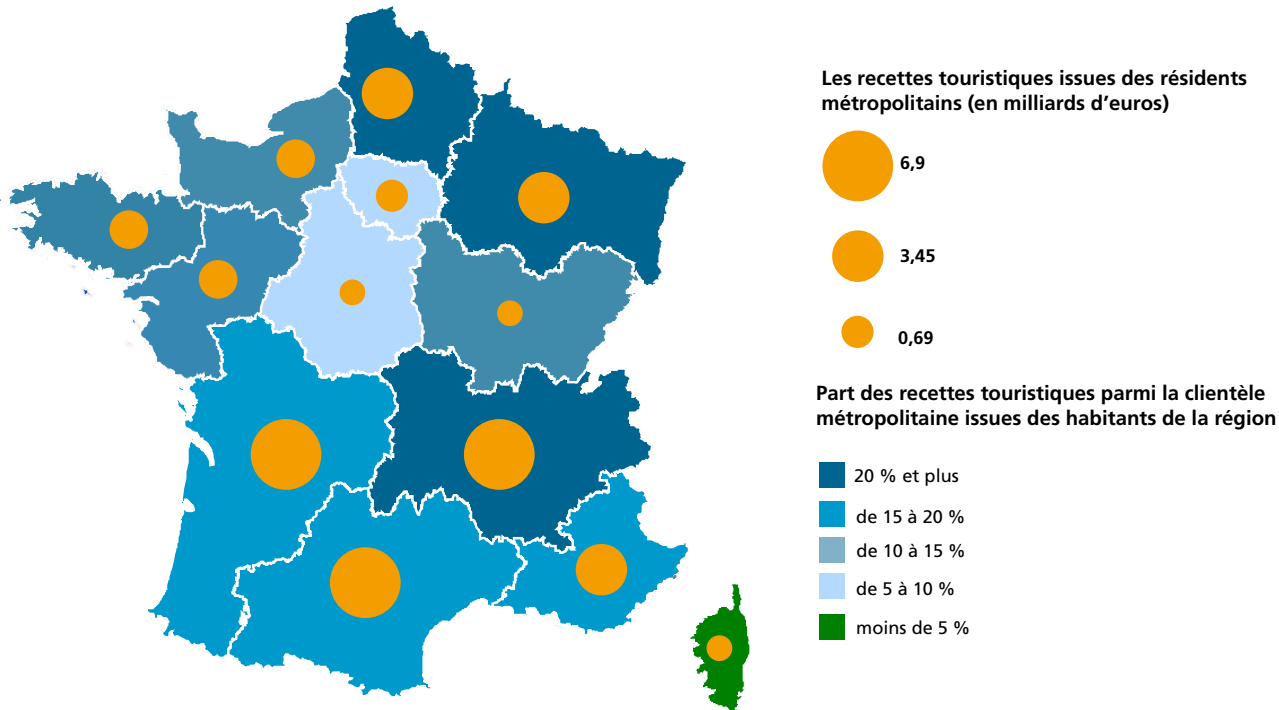 Les recettes touristiques issues des résidents
métropolitains (en milliards d’euros)
6,9
3,45
0,69
Part des recettes touristiques parmi la clientèle
métropolitaine issues des habitants de la région
20 % et plus
de 15 à 20 %
de 10 à 15 %
de 5 à 10 %
moins de 5 %